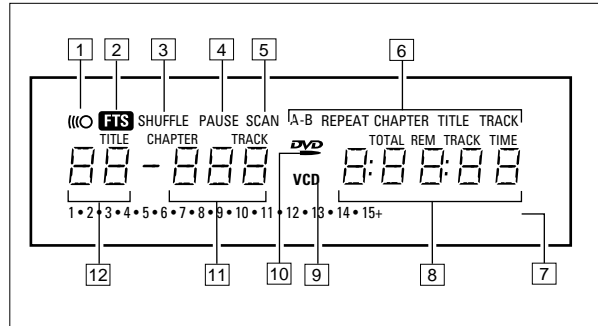 1 2 3 4 5 6
FTS SHUFFLE PAUSE SCAN A-B REPEAT CHAPTER TITLE TRACK
TITLE CHAPTER TRACK DVD TOTAL REM TRACK TIME
88 - 888 8:88:88
VCD
1 • 2 • 3 • 4 • 5 • 6 • 7 • 8 • 9 • 10 • 11 • 12 • 13 • 14 • 15+
12 11 10 9 8 7